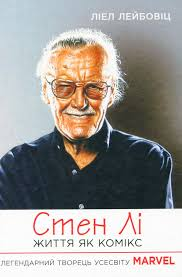 ЛІЕЛ ЛЕЙБОВІЦ
Стен Лі
ЖИТТЯ ЯК КОМІКС
ЛЕГЕНДАРНИЙ ТВОРЕЦЬ УСЕСВІТУ MARVEL